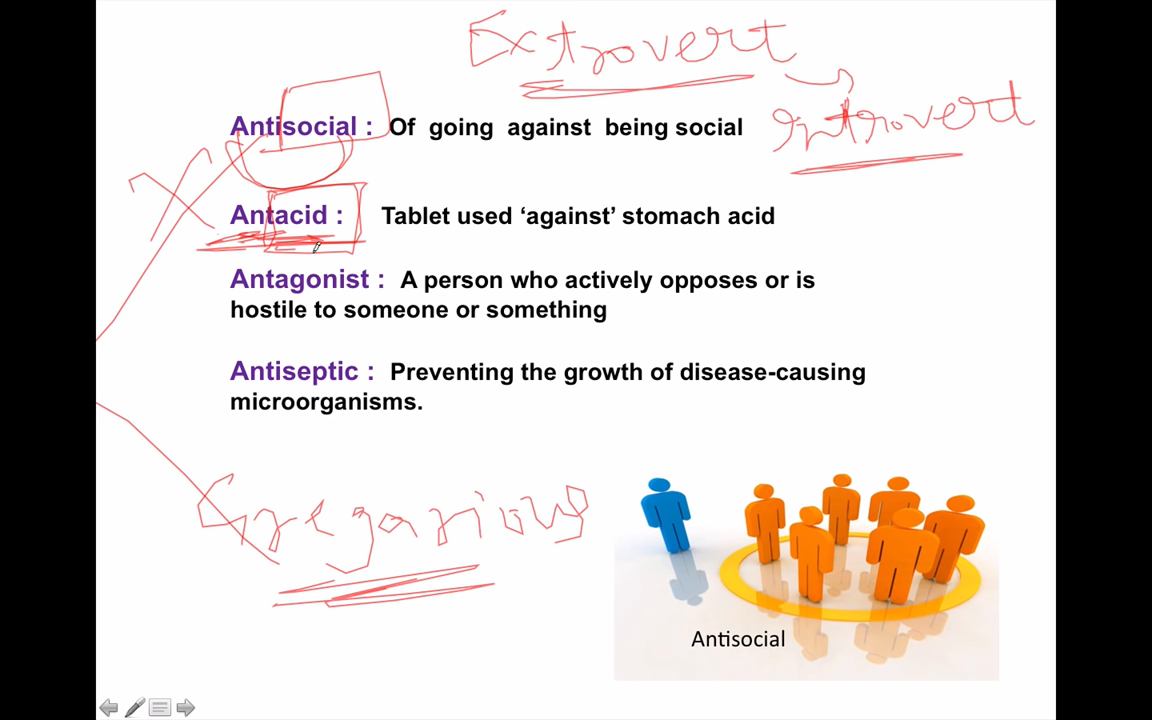 Extrovert
Introvert
Antisocial : Of going against being social
Antacid : Tablet used ‘against’ stomach acid
Antagonist : A person who actively opposes or is
hostile to someone or something
Antiseptic : Preventing the growth of disease-causing
microorganisms.
Gregarious
Antisocial